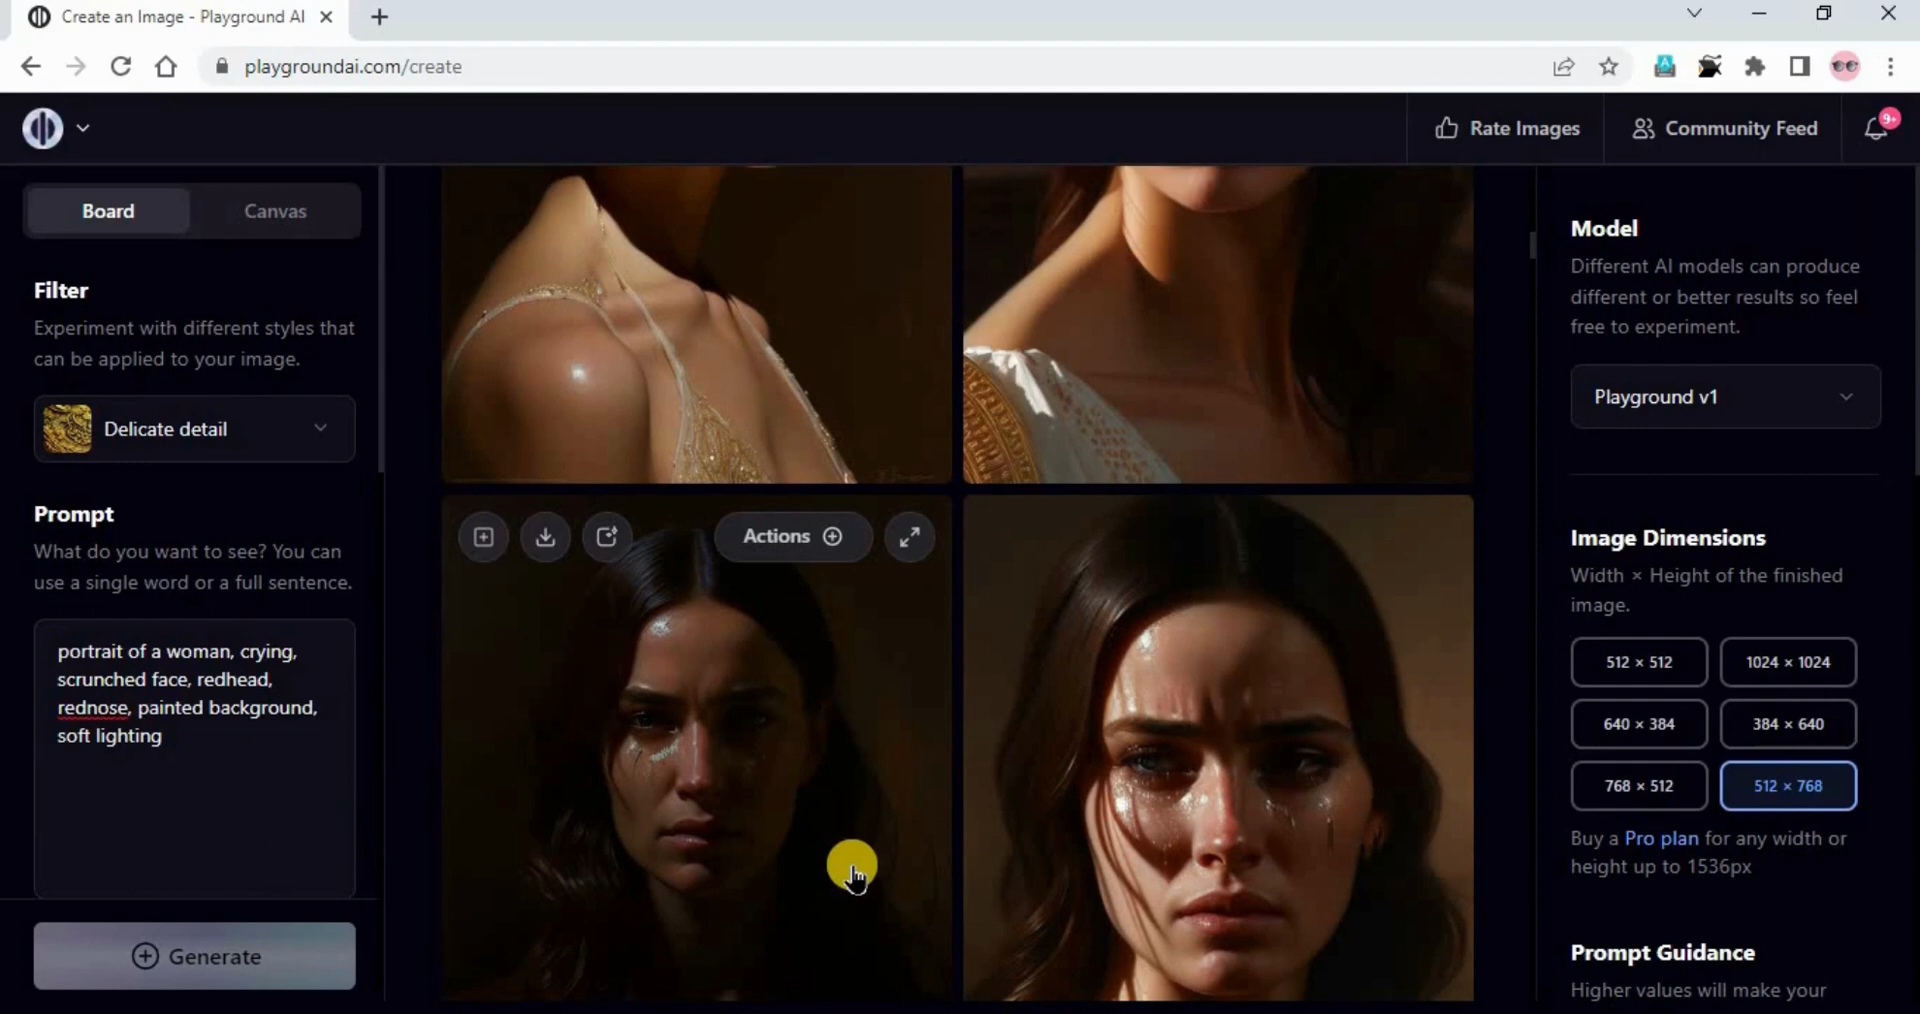 Create an Image - Playground AI
playgroundai.com/create
Rate Images
Community Feed
9+
Board
Canvas
Filter
Experiment with different styles that
can be applied to your image.
Delicate detail
Prompt
What do you want to see? You can
use a single word or a full sentence.
portrait of a woman, crying,
scrunched face, redhead,
rednose, painted background,
soft lighting
Generate
Actions
Model
Different AI models can produce
different or better results so feel
free to experiment.
Playground v1
Image Dimensions
Width × Height of the finished
image.
512 × 512
1024 × 1024
640 × 384
384 × 640
768 × 512
512 × 768
Buy a Pro plan for any width or
height up to 1536px
Prompt Guidance
Higher values will make your